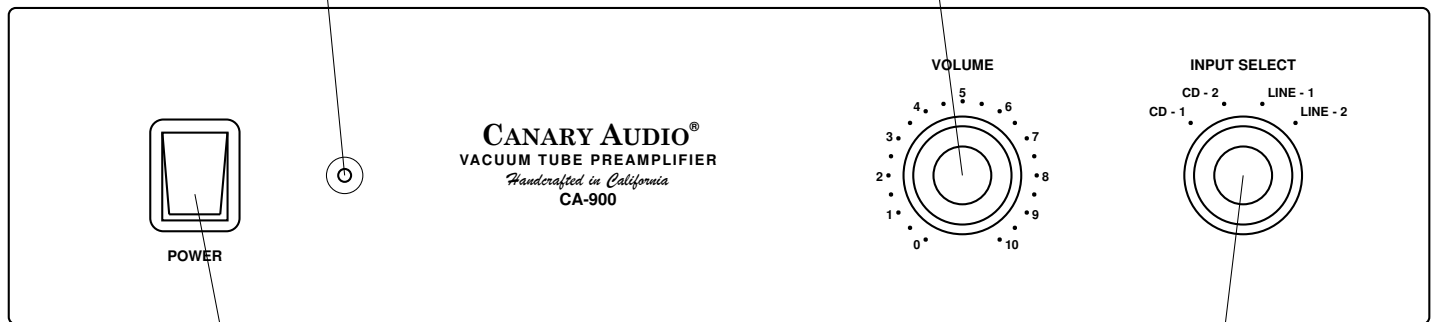 POWER
CANARY AUDIO®
VACUUM TUBE PREAMPLIFIER
Handcrafted in California
CA-900
VOLUME
0
1
2
3
4
5
6
7
8
9
10
INPUT SELECT
CD - 1
CD - 2
LINE - 1
LINE - 2